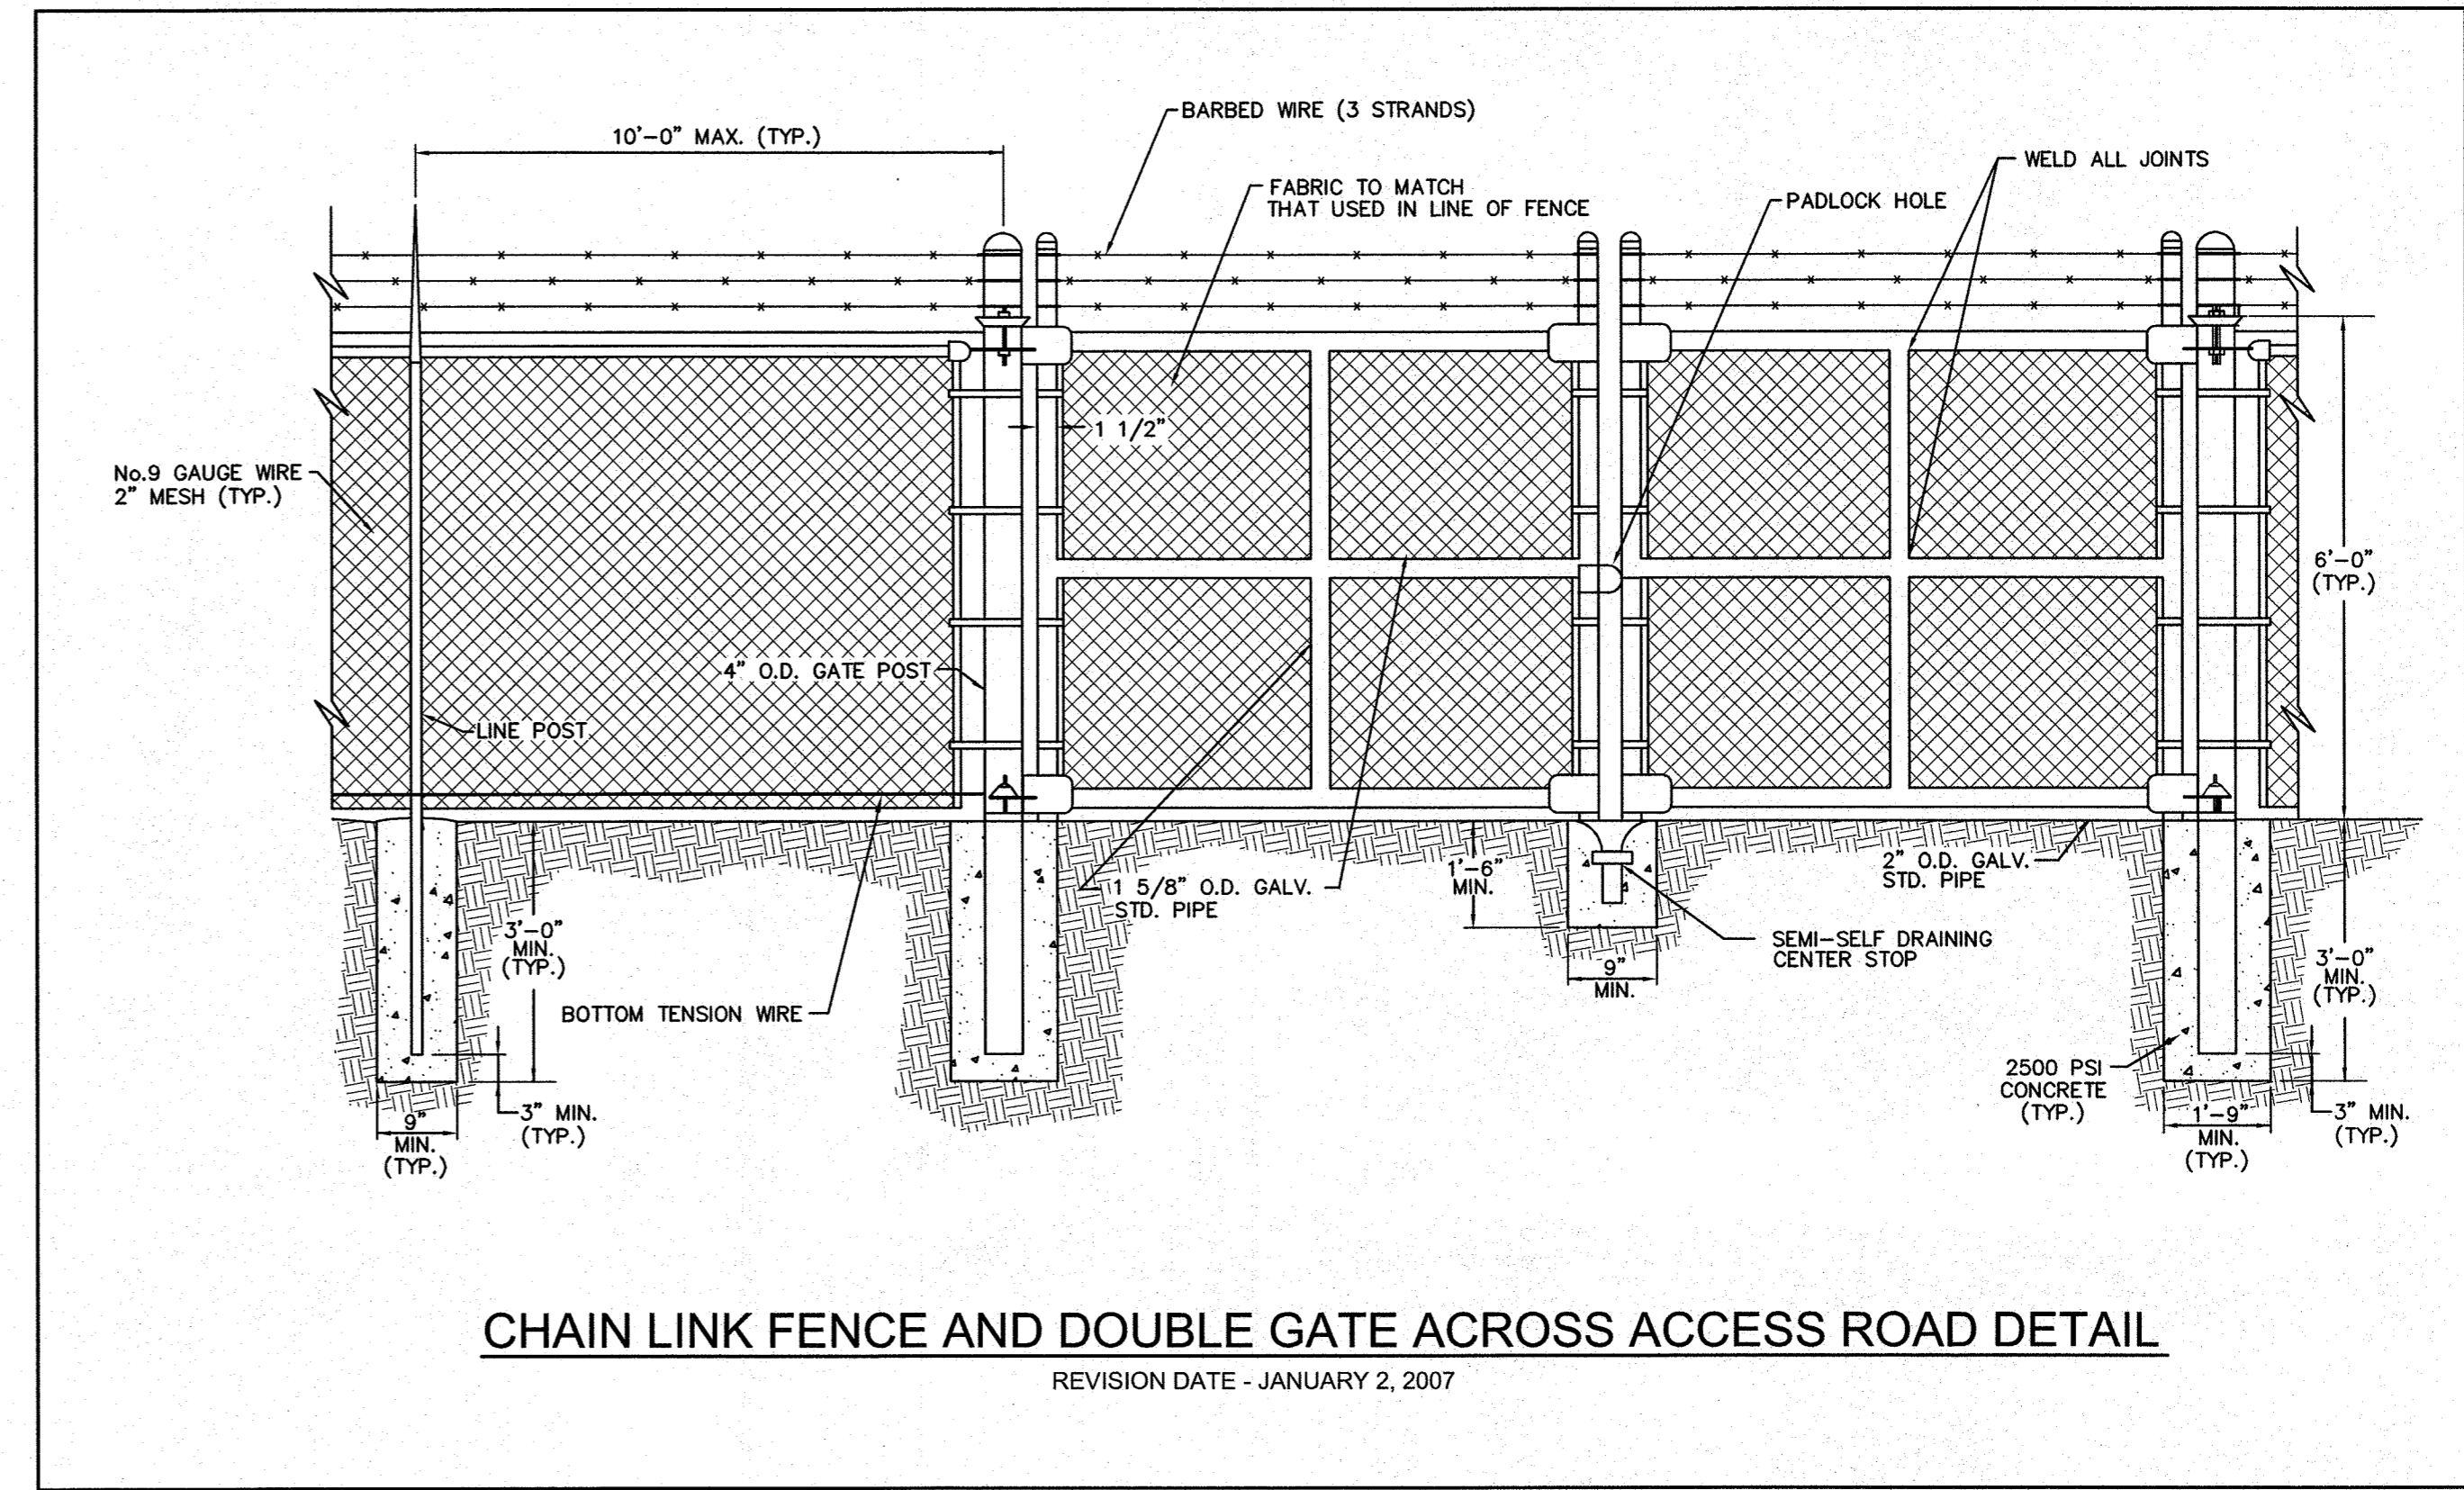 BARBED WIRE (3 STRANDS)
10'-0" MAX. (TYP.)
WELD ALL JOINTS
FABRIC TO MATCH
THAT USED IN LINE OF FENCE
PADLOCK HOLE
1 1/2"
No.9 GAUGE WIRE
2" MESH (TYP.)
6'-0"
(TYP.)
4" O.D. GATE POST
LINE POST
1'-6"
MIN.
2" O.D. GALV.
STD. PIPE
1 5/8" O.D. GALV.
STD. PIPE
3'-0"
MIN.
(TYP.)
SEMI-SELF DRAINING
CENTER STOP
9"
MIN.
3'-0"
MIN.
(TYP.)
BOTTOM TENSION WIRE
2500 PSI
CONCRETE
(TYP.)
9"
MIN.
(TYP.)
3" MIN.
(TYP.)
1'-9"
MIN.
(TYP.)
3" MIN.
(TYP.)
CHAIN LINK FENCE AND DOUBLE GATE ACROSS ACCESS ROAD DETAIL
REVISION DATE - JANUARY 2, 2007